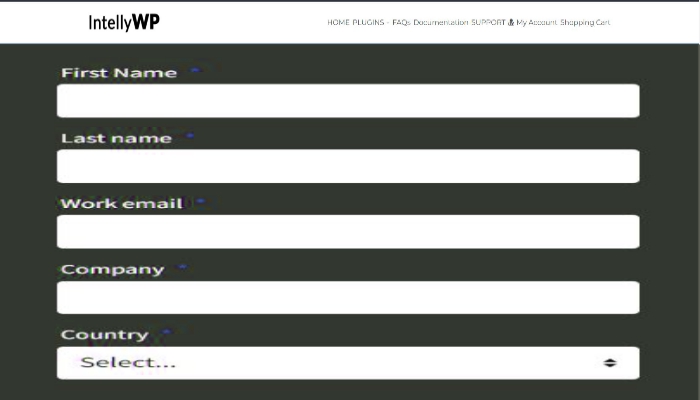 IntellyWP
HOME PLUGINS - FAQs Documentation SUPPORT My Account Shopping Cart
First Name *
Last name *
Work email *
Company *
Country *
Select...